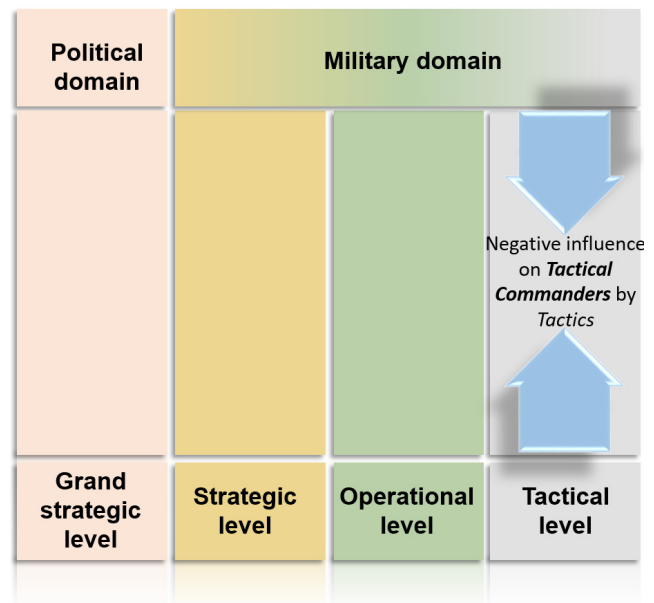 Political
domain
Military domain
Negative influence
on Tactical
Commanders by
Tactics
Grand
strategic
level
Strategic
level
Operational
level
Tactical
level